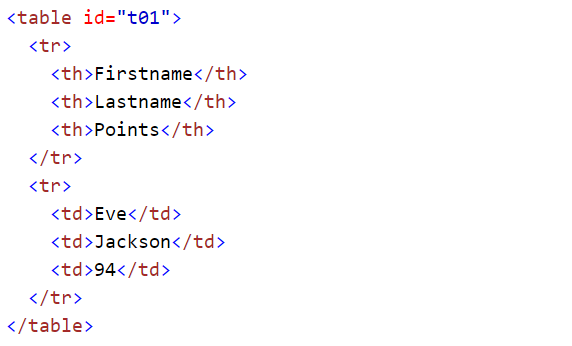 <table id="t01">
  <tr>
    <th>Firstname</th>
    <th>Lastname</th>
    <th>Points</th>
  </tr>
  <tr>
    <td>Eve</td>
    <td>Jackson</td>
    <td>94</td>
  </tr>
</table>